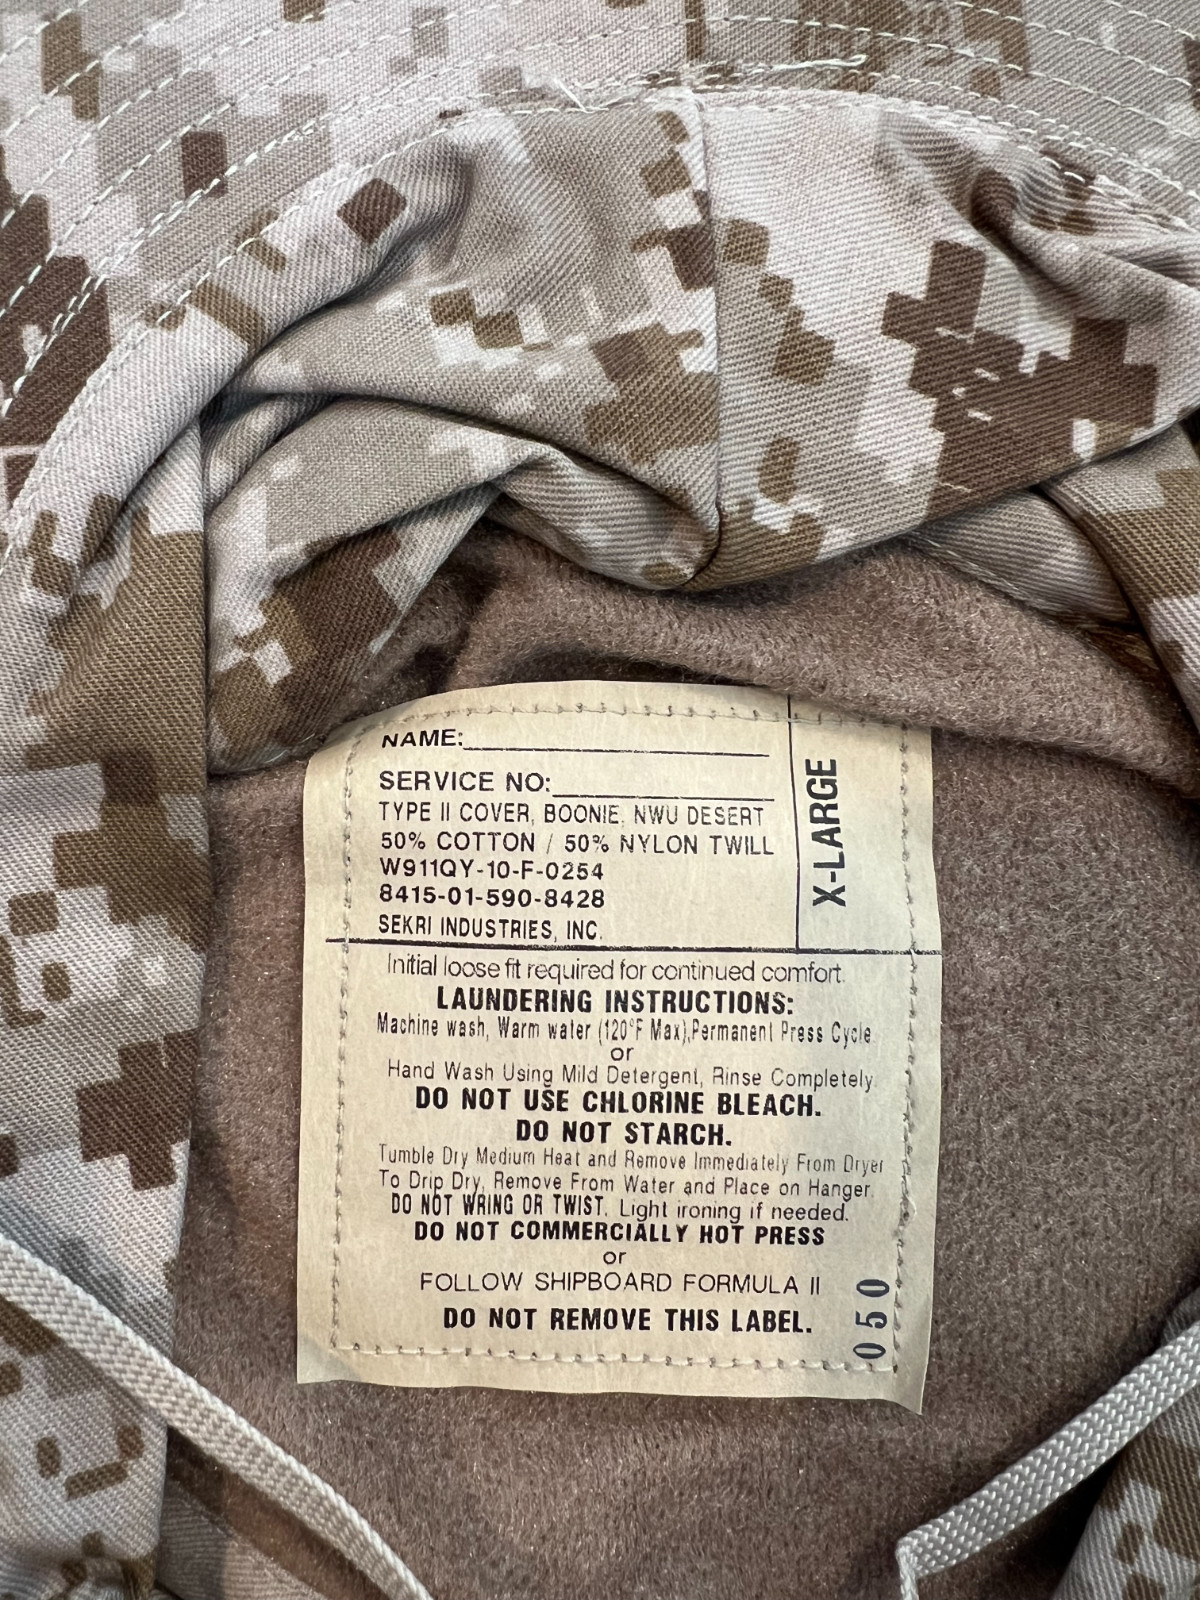 NAME:
SERVICE NO:
TYPE II COVER, BOONIE, NWU DESERT
50% COTTON / 50% NYLON TWILL
W911QY-10-F-0254
8415-01-590-8428
SEKRI INDUSTRIES, INC.
X-LARGE
Initial loose fit required for continued comfort.
LAUNDERING INSTRUCTIONS:
Machine wash, Warm water (120°F Max),Permanent Press Cycle
or
Hand Wash Using Mild Detergent, Rinse Completely.
DO NOT USE CHLORINE BLEACH.
DO NOT STARCH.
Tumble Dry Medium Heat and Remove Immediately From Dryer
To Drip Dry, Remove From Water and Place on Hanger.
DO NOT WRING OR TWIST. Light ironing if needed.
DO NOT COMMERCIALLY HOT PRESS
or
FOLLOW SHIPBOARD FORMULA II
DO NOT REMOVE THIS LABEL.
050